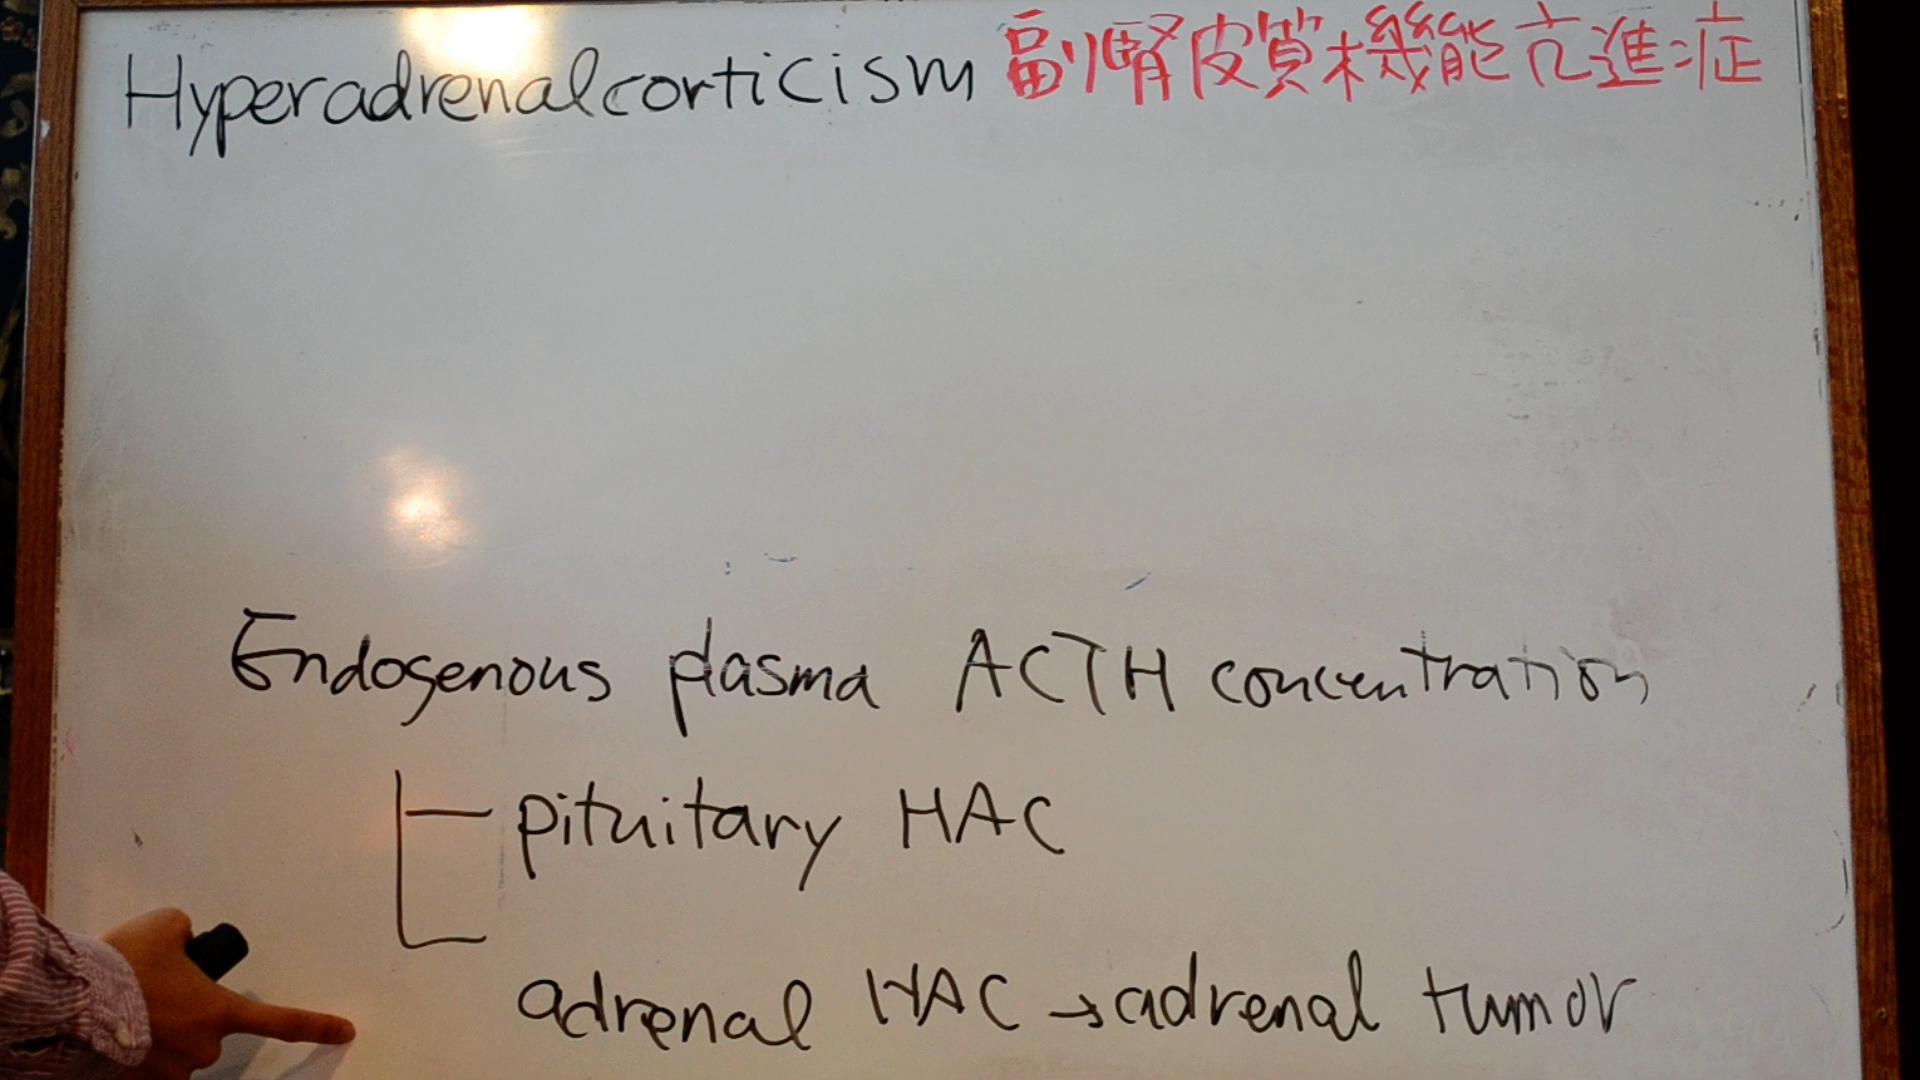 Hyperadrenalcorticism 副腎皮質機能亢進症
Endogenous plasma ACTH concentration
pituitary HAC
adrenal HAC → adrenal tumor